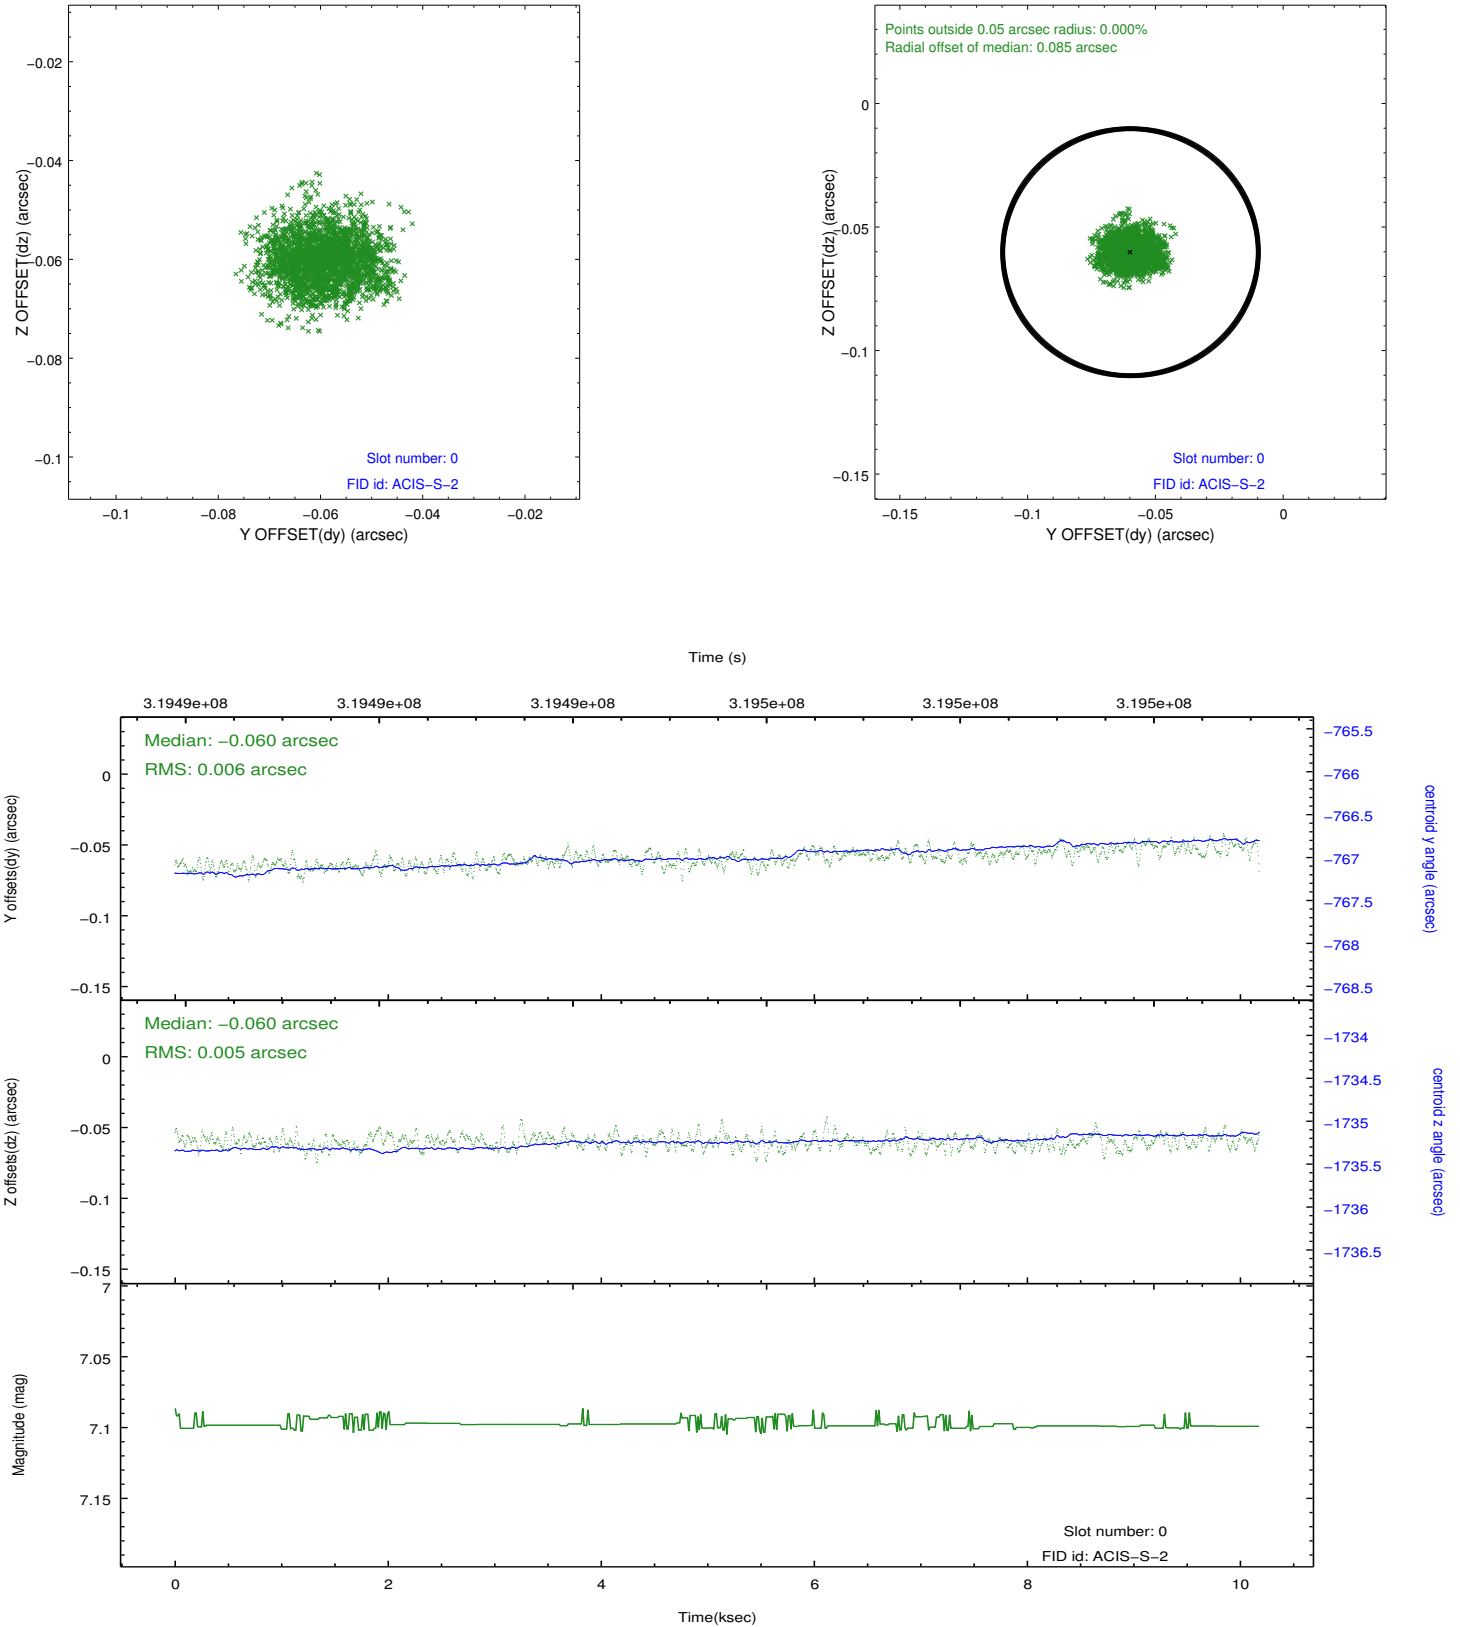 −0.02
−0.04
−0.06
−0.08
−0.1
Z OFFSET(dz) (arcsec)
Slot number: 0
FID id: ACIS−S−2
−0.1
−0.08
−0.06
−0.04
−0.02
Y OFFSET(dy) (arcsec)
Points outside 0.05 arcsec radius: 0.000%
Radial offset of median: 0.085 arcsec
0
−0.05
−0.1
−0.15
Z OFFSET(dz) (arcsec)
Slot number: 0
FID id: ACIS−S−2
−0.15
−0.1
−0.05
0
Y OFFSET(dy) (arcsec)
Time (s)
3.1949e+08
3.1949e+08
3.1949e+08
3.195e+08
3.195e+08
3.195e+08
Median: −0.060 arcsec
RMS: 0.006 arcsec
0
−0.05
−0.1
−0.15
Y offsets(dy) (arcsec)
−765.5
−766
−766.5
−767
−767.5
−768
−768.5
centroid y angle (arcsec)
Median: −0.060 arcsec
RMS: 0.005 arcsec
0
−0.05
−0.1
−0.15
Z offsets(dz) (arcsec)
−1734
−1734.5
−1735
−1735.5
−1736
−1736.5
centroid z angle (arcsec)
7
7.05
7.1
7.15
Magnitude (mag)
Slot number: 0
FID id: ACIS−S−2
0
2
4
6
8
10
Time(ksec)